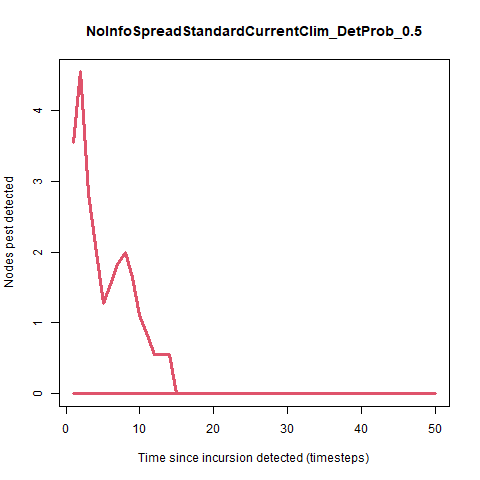 NoInfoSpreadStandardCurrentClim_DetProb_0.5
Nodes pest detected
4
3
2
1
0
0 10 20 30 40 50
Time since incursion detected (timesteps)